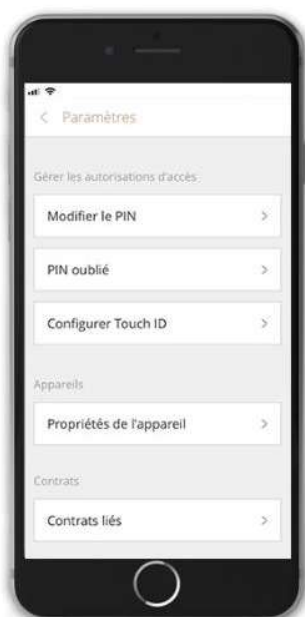 Paramètres
Gérer les autorisations d'accès
Modifier le PIN
PIN oublié
Configurer Touch ID
Appareils
Propriétés de l'appareil
Contrats
Contrats liés